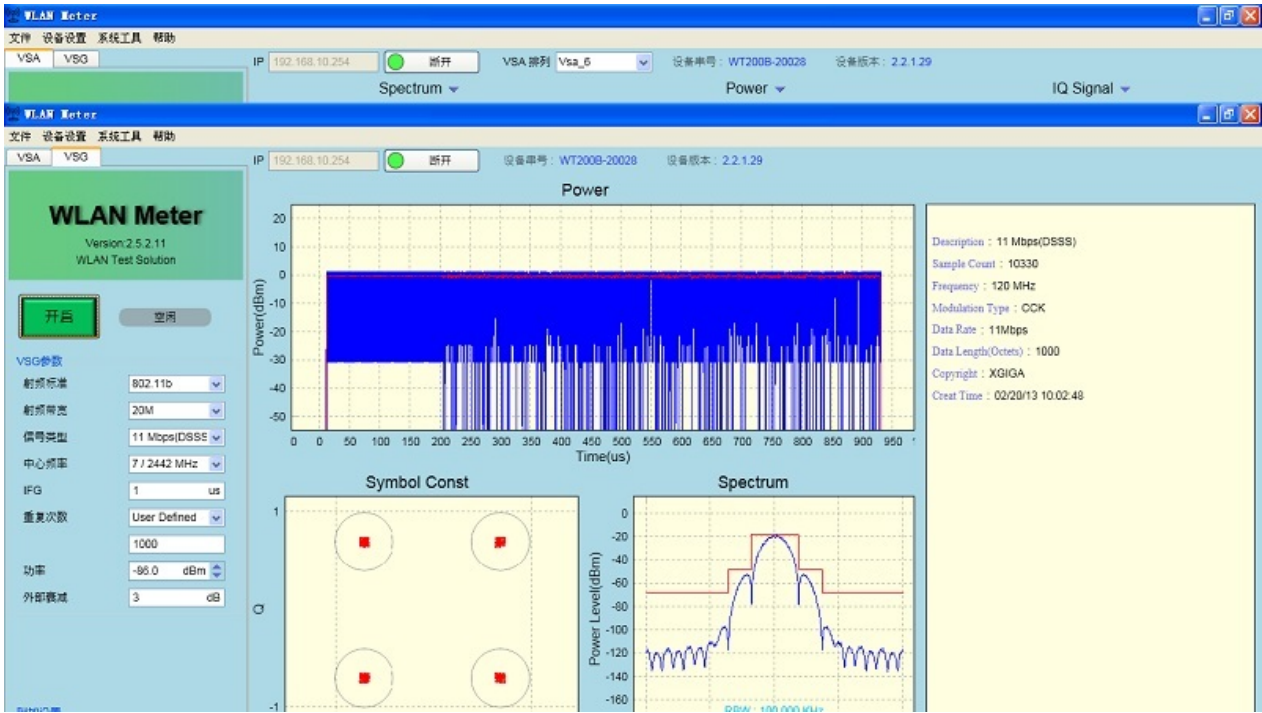 WLAN Meter
文件 设备设置 系统工具 帮助
VSA VSG
IP 192.168.10.254 断开 VSA 排列 Vsa_6 设备串号: WT200B-20028 设备版本: 2.2.1.29
Spectrum Power IQ Signal
WLAN Meter
文件 设备设置 系统工具 帮助
VSA VSG
IP 192.168.10.254 断开 设备串号: WT200B-20028 设备版本: 2.2.1.29
WLAN Meter
Version:2.5.2.11
WLAN Test Solution
开启 空闲
VSG参数
射频标准 802.11b
射频带宽 20M
信号类型 11 Mbps(DSSS
中心频率 7 / 2442 MHz
IFG 1 us
重复次数 User Defined
1000
功率 -86.0 dBm
外部衰减 3 dB
Power
Power(dBm)
20
10
0
-10
-20
-30
-40
-50
0 0 50 100 150 200 250 300 350 400 450 500 550 600 650 700 750 800 850 900 950
Time(us)
Description : 11 Mbps(DSSS)
Sample Count : 10330
Frequency : 120 MHz
Modulation Type : CCK
Data Rate : 11Mbps
Data Length(Octets) : 1000
Copyright : XGIGA
Creat Time : 02/20/13 10:02:48
Symbol Const
1
Q
-1
Spectrum
Power Level(dBm)
0
-20
-40
-60
-80
-100
-120
-140
-160
RBW : 100.000 KHz